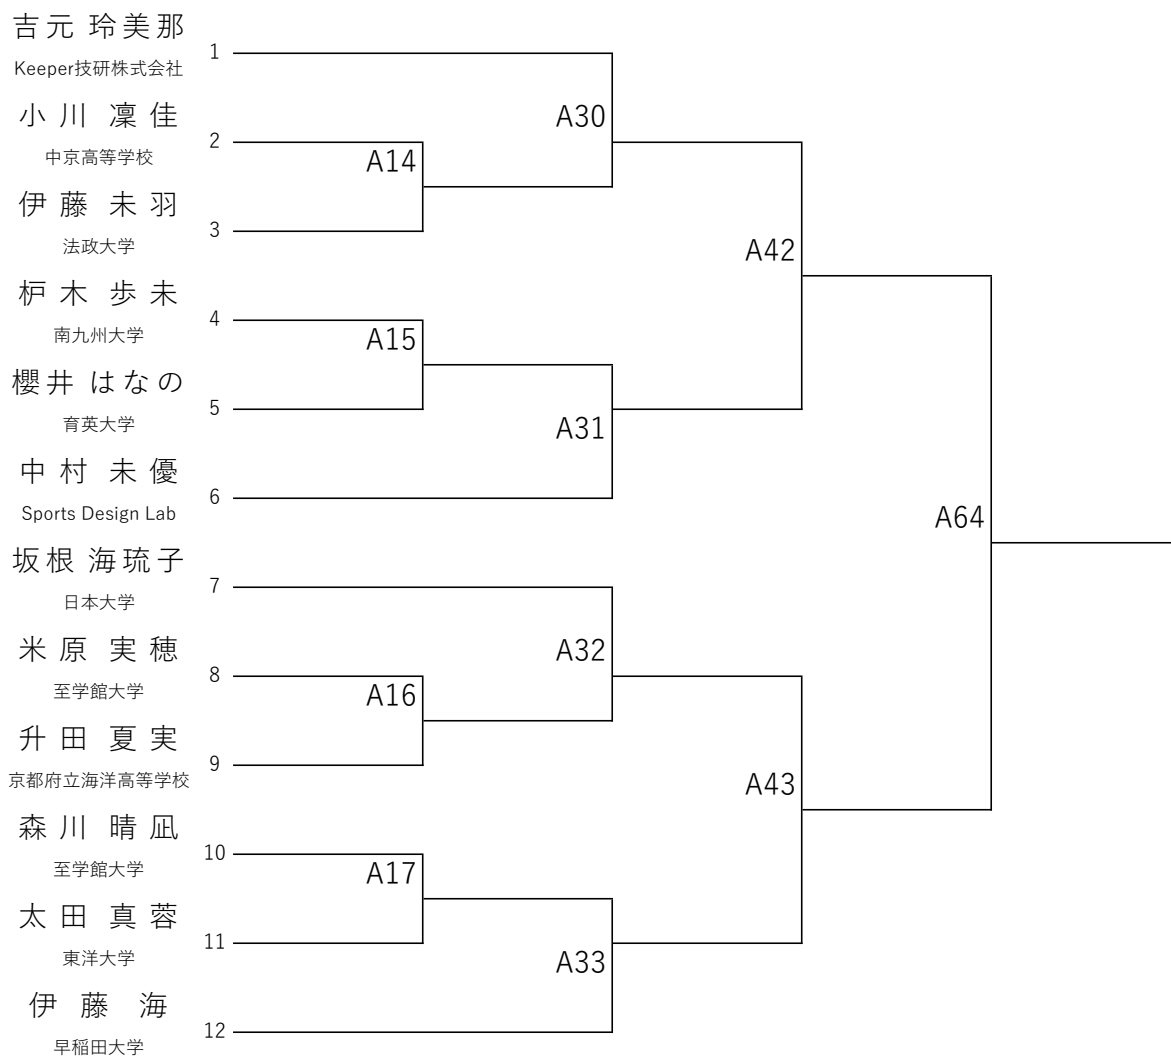 吉元 玲美那
1
Keeper技研株式会社
小川 凜佳
A30
2
中京高等学校
A14
伊藤 未羽
3
法政大学
A42
枦木 歩未
4
南九州大学
A15
櫻井 はなの
5
育英大学
A31
中村 未優
6
Sports Design Lab
A64
坂根 海琉子
7
日本大学
米原 実穂
A32
8
至学館大学
A16
升田 夏実
9
京都府立海洋高等学校
A43
森川 晴凪
10
至学館大学
A17
太田 真蓉
11
東洋大学
A33
伊藤 海
12
早稲田大学